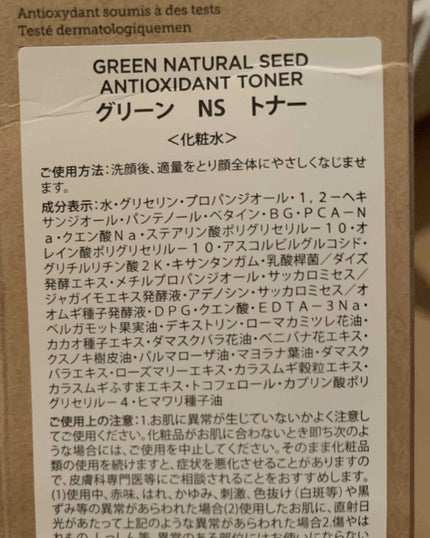 Antioxydant soumis à des tests
Testé dermatologiquemen
GREEN NATURAL SEED
ANTIOXIDANT TONER
グリーン　NS　トナー
＜化粧水＞
ご使用方法：洗顔後、適量をとり顔全体にやさしくなじませ
ます。
成分表示：水・グリセリン・プロパンジオール・１，２－ヘキ
サンジオール・パンテノール・ベタイン・ＢＧ・ＰＣＡ－Ｎ
ａ・クエン酸Ｎａ・ステアリン酸ポリグリセリル－１０・オ
レイン酸ポリグリセリル－１０・アスコルビルグルコシド・
グリチルリチン酸２Ｋ・キサンタンガム・乳酸桿菌／ダイズ
発酵エキス・メチルプロパンジオール・サッカロミセス／
ジャガイモエキス発酵液・アデノシン・サッカロミセス／オ
オムギ種子発酵液・ＤＰＧ・クエン酸・ＥＤＴＡ－３Ｎａ・
ベルガモット果実油・デキストリン・ローマカミツレ花油・
カカオ種子エキス・ダマスクバラ花油・ベニバナ花エキス・
クスノキ樹皮油・パルマローザ油・マヨラナ葉油・ダマスク
バラエキス・ローズマリーエキス・カラスムギ穀粒エキス・
カラスムギふすまエキス・トコフェロール・カプリン酸ポリ
グリセリル－４・ヒマワリ種子油
ご使用上の注意：1.お肌に異常が生じていないかよく注意し
てご使用ください。化粧品がお肌に合わないとき即ち次のよ
うな場合には、ご使用を中止してください。そのまま化粧品
類の使用を続けますと、症状を悪化させることがありますの
で、皮膚科専門医等にご相談されることをおすすめします。
(1)使用中、赤味、はれ、かゆみ、刺激、色抜け(白斑等)や黒
ずみ等の異常があらわれた場合(2)使用したお肌に、直射日
光があたって上記のような異常があらわれた場合2.傷やは
れもの、しっしん等、異常のある部位にはお使いにならない